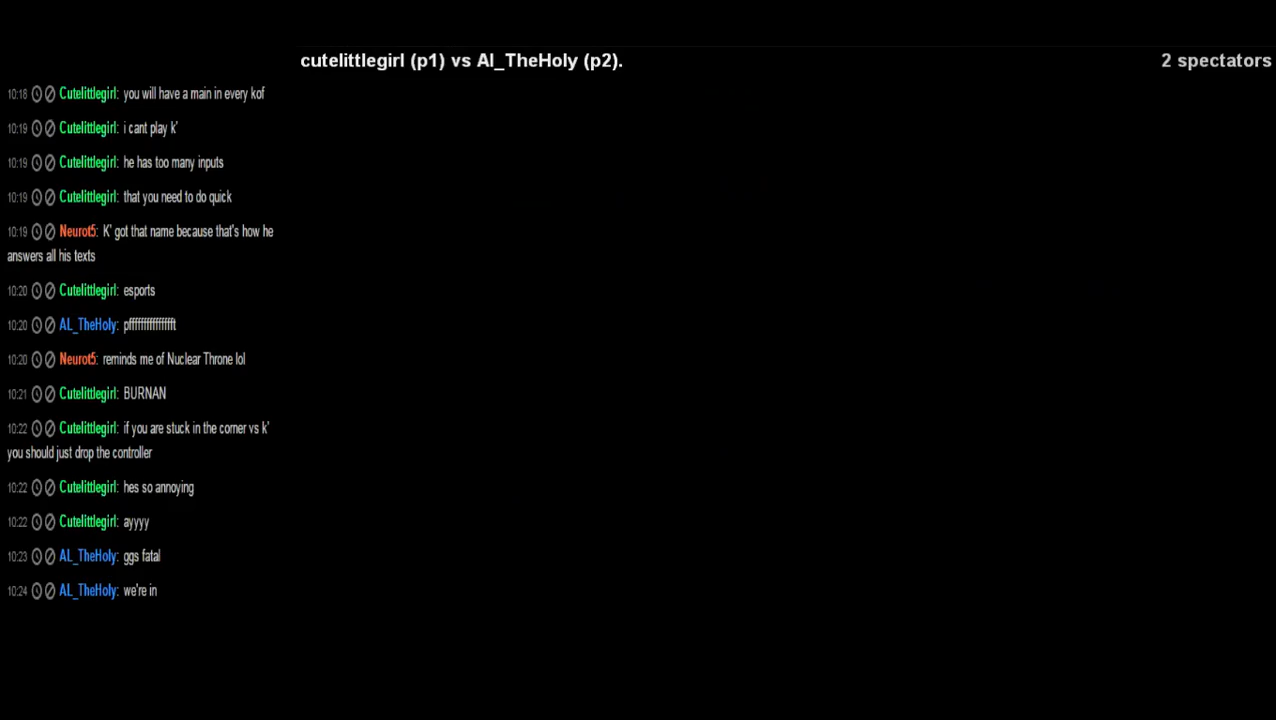 cutelittlegirl (p1) vs Al_TheHoly (p2).
2 spectators
10:18 Cutelittlegirl: you will have a main in every kof
10:19 Cutelittlegirl: i cant play k'
10:19 Cutelittlegirl: he has too many inputs
10:19 Cutelittlegirl: that you need to do quick
10:19 Neurot5: K' got that name because that's how he
answers all his texts
10:20 Cutelittlegirl: esports
10:20 AL_TheHoly: pffffffffffffffft
10:20 Neurot5: reminds me of Nuclear Throne lol
10:21 Cutelittlegirl: BURNAN
10:22 Cutelittlegirl: if you are stuck in the corner vs k'
you should just drop the controller
10:22 Cutelittlegirl: hes so annoying
10:22 Cutelittlegirl: ayyyy
10:23 AL_TheHoly: ggs fatal
10:24 AL_TheHoly: we're in